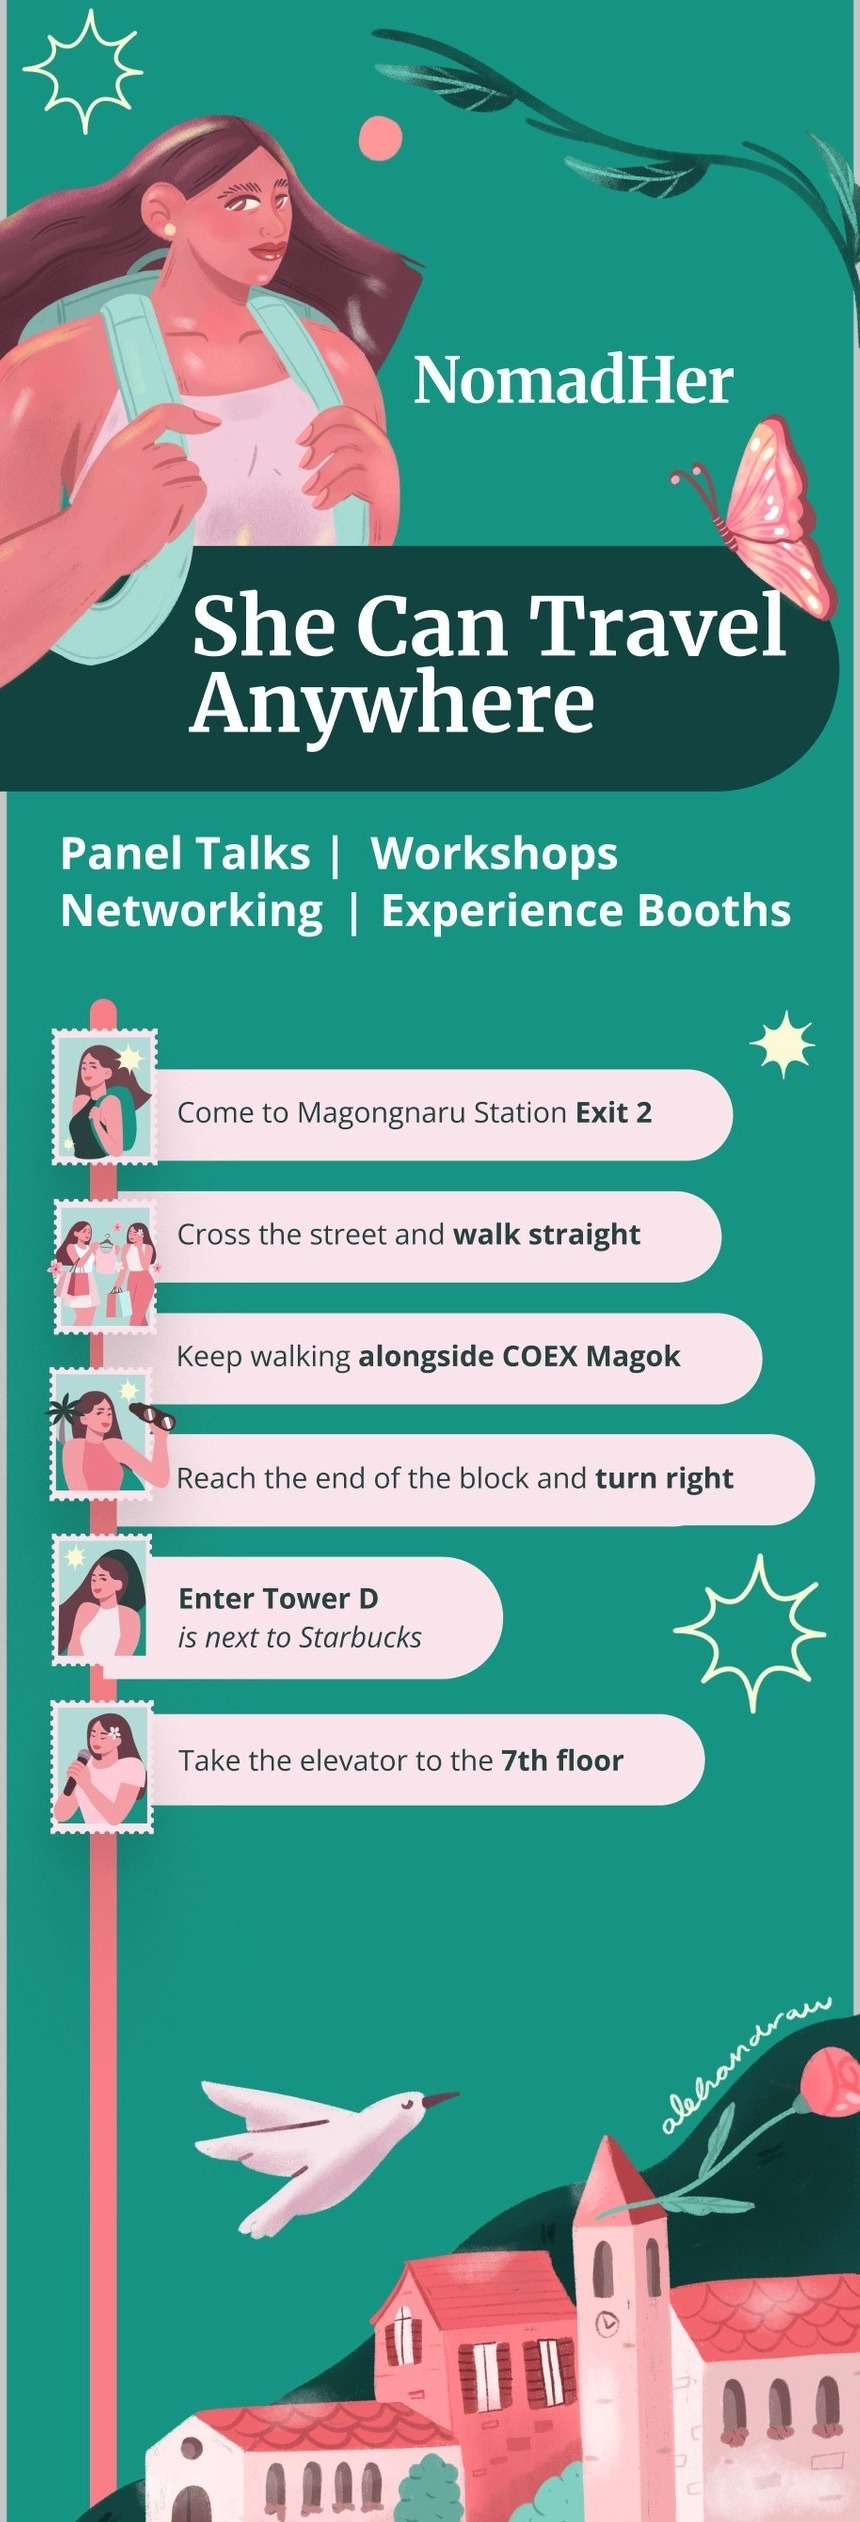 NomadHer
She Can Travel
Anywhere
Panel Talks | Workshops
Networking | Experience Booths
Come to Magongnaru Station Exit 2
Cross the street and walk straight
Keep walking alongside COEX Magok
Reach the end of the block and turn right
Enter Tower D
is next to Starbucks
Take the elevator to the 7th floor
alehandraw